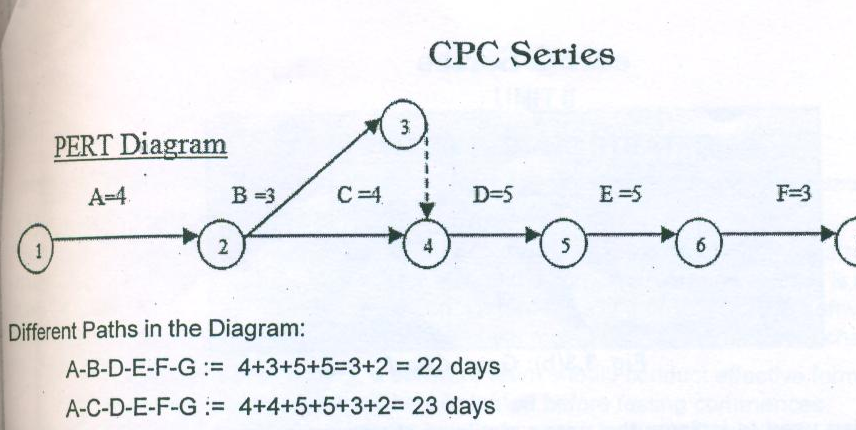 CPC Series
PERT Diagram
A=4 B =3 C =4 D=5 E =5 F=3
1 2 3 4 5 6
Different Paths in the Diagram:
A-B-D-E-F-G := 4+3+5+5=3+2 = 22 days
A-C-D-E-F-G := 4+4+5+5+3+2= 23 days